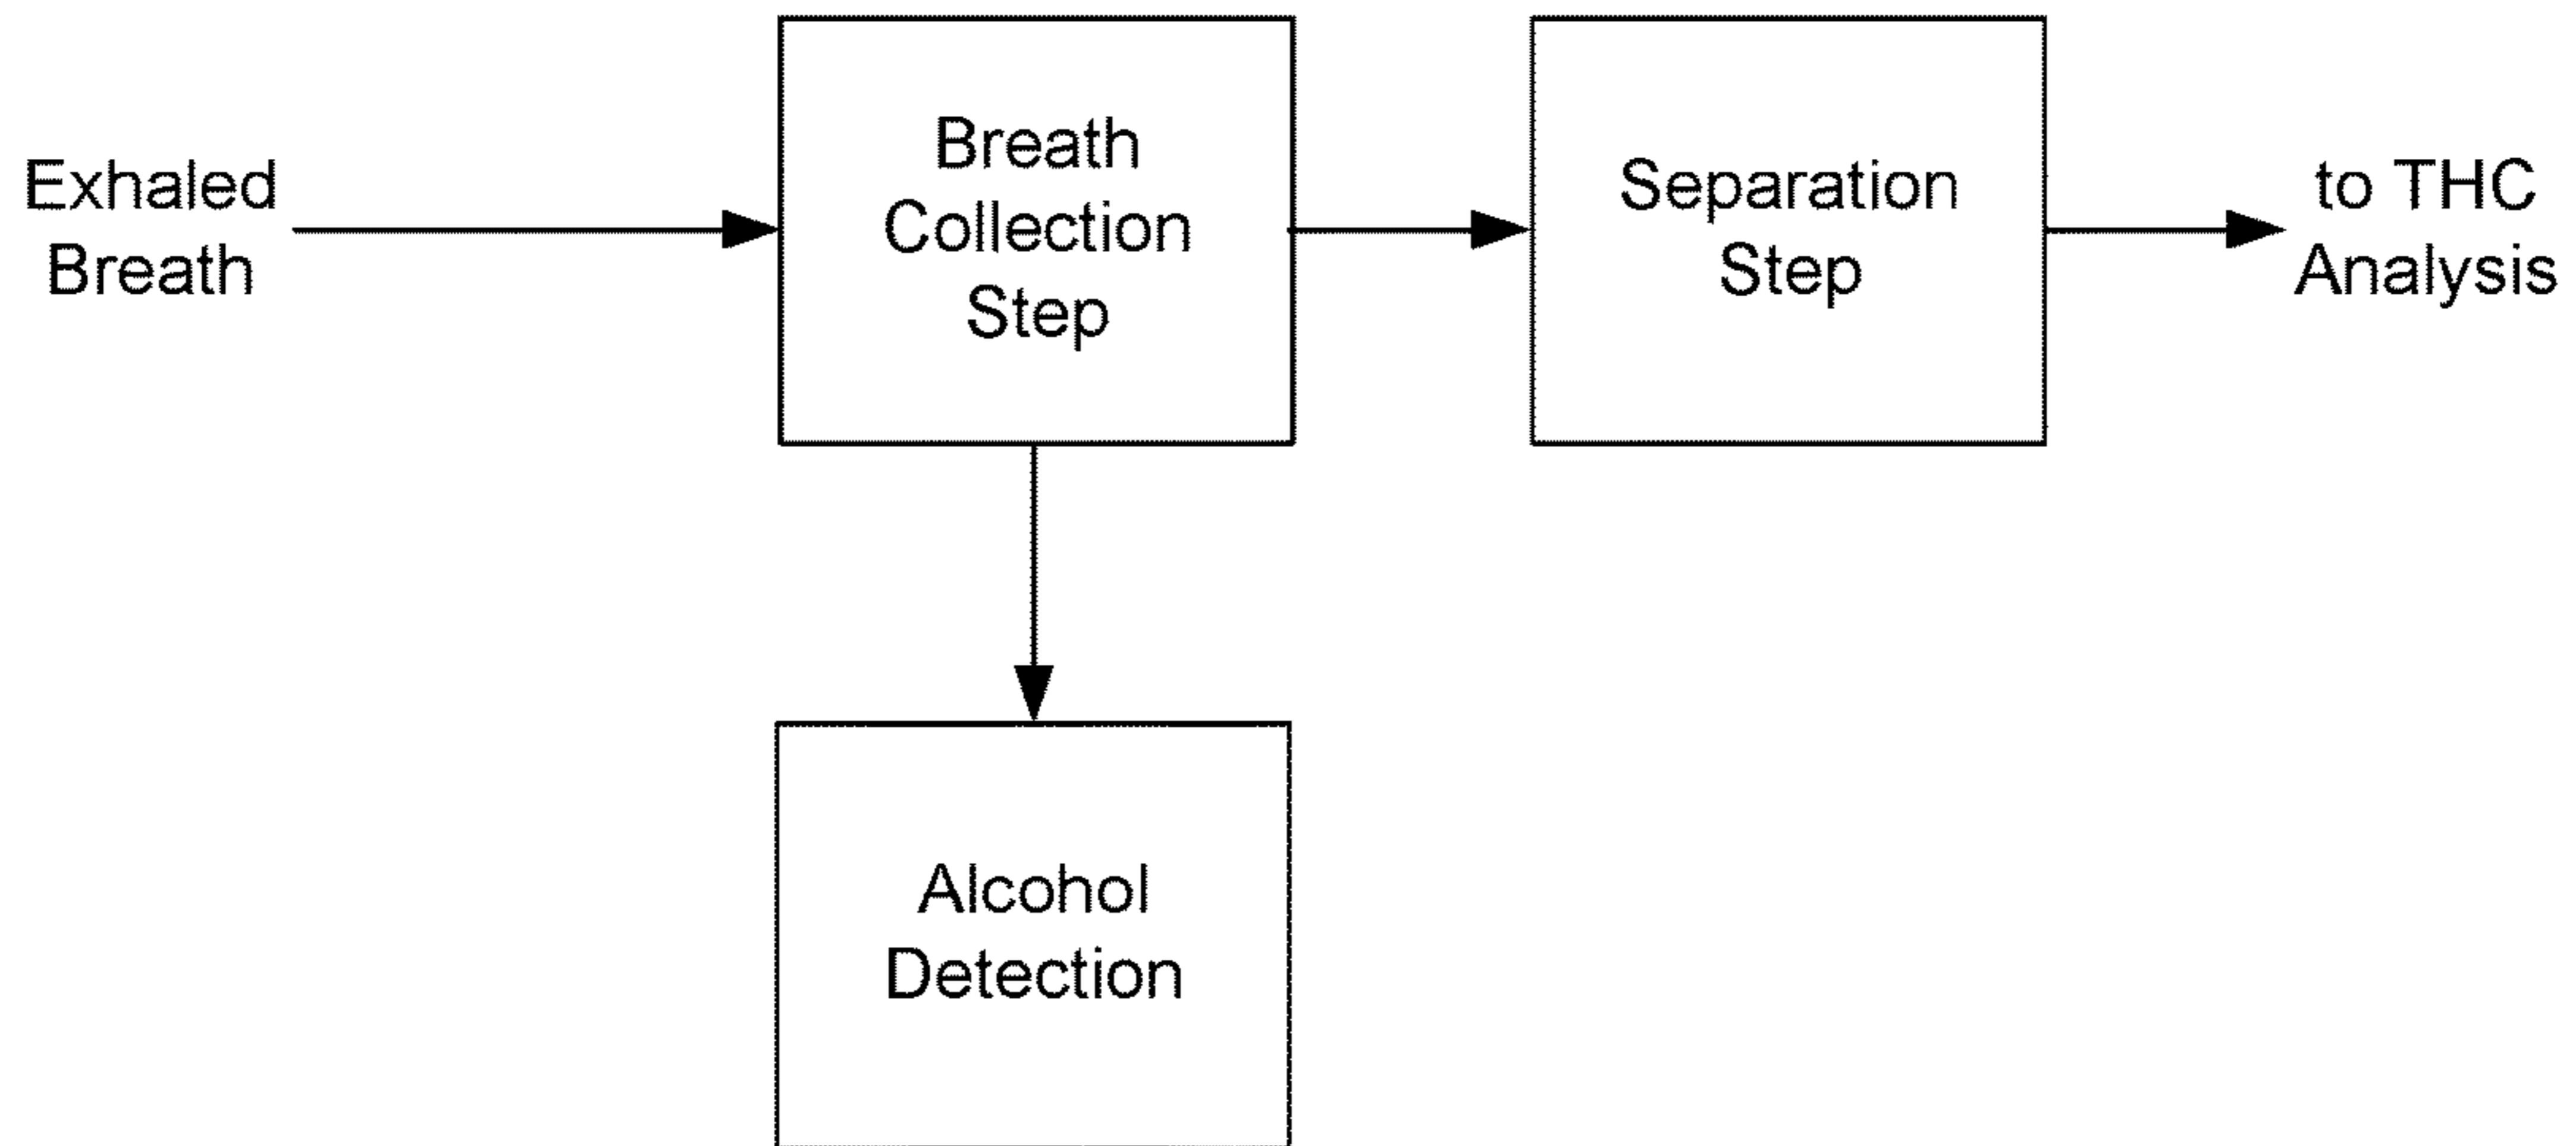 Exhaled
Breath
Breath
Collection
Step
Separation
Step
to THC
Analysis
Alcohol
Detection